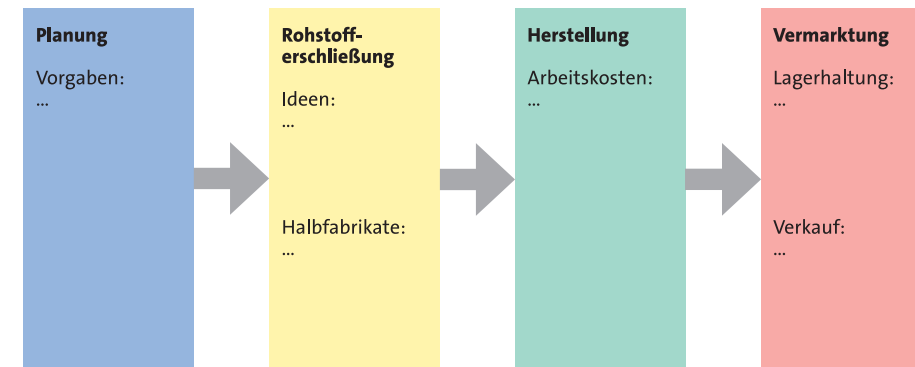 Planung
Vorgaben:
...
Rohstoff-
erschließung
Ideen:
...
Halbfabrikate:
...
Herstellung
Arbeitskosten:
...
Vermarktung
Lagerhaltung:
...
Verkauf:
...